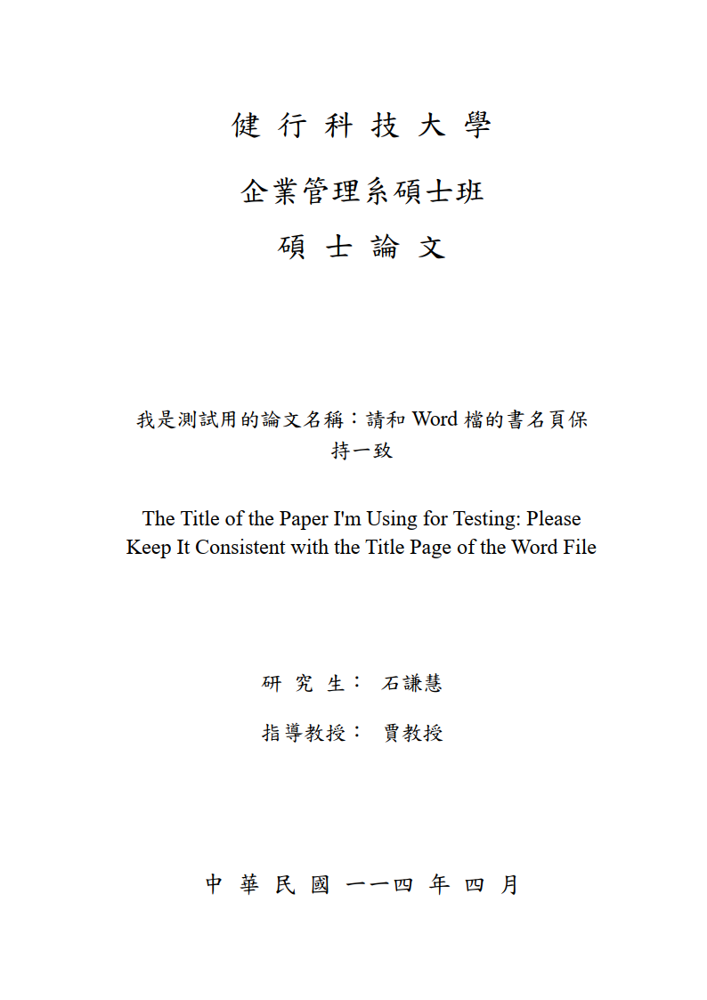 健 行 科 技 大 學
企業管理系碩士班
碩 士 論 文
我是測試用的論文名稱：請和 Word 檔的書名頁保
持一致
The Title of the Paper I'm Using for Testing: Please
Keep It Consistent with the Title Page of the Word File
研 究 生： 石謙慧
指導教授： 賈教授
中 華 民 國 一一四 年 四 月